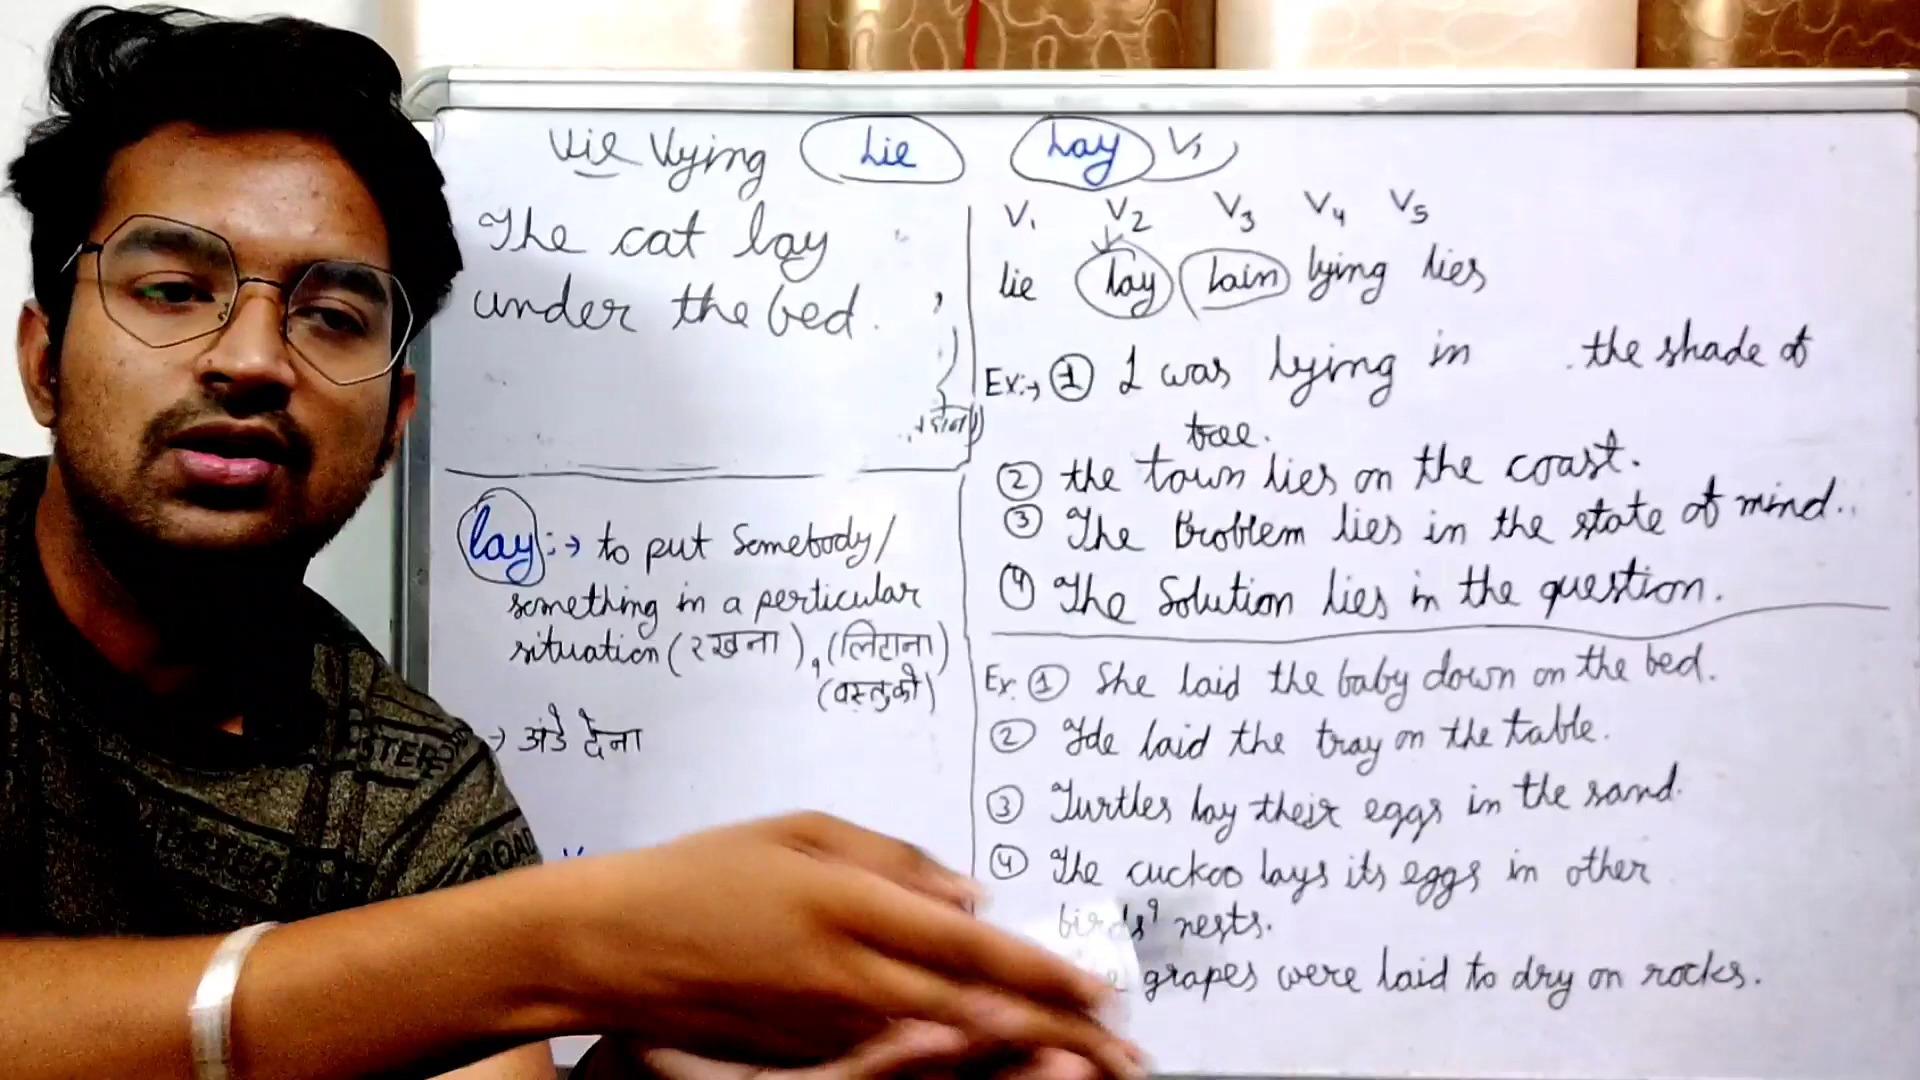 Vie Vying Lie Lay V1
The cat lay
under the bed.
V1 V2 V3 V4 V5
lie lay lain lying lies
Ex:→ ① I was lying in the shade of
tree.
② the town lies on the coast.
③ The Problem lies in the state of mind..
④ The Solution lies in the question.
lay :→ to put Somebody/
something in a perticular
situation (रखना), (लिटाना)
(वस्तु को)
→ अंडे देना
Ex. ① She laid the baby down on the bed.
② He laid the tray on the table.
③ Turtles lay their eggs in the sand.
④ The cuckoo lays its eggs in other
birds' nests.
grapes were laid to dry on rocks.
STER
ROAD